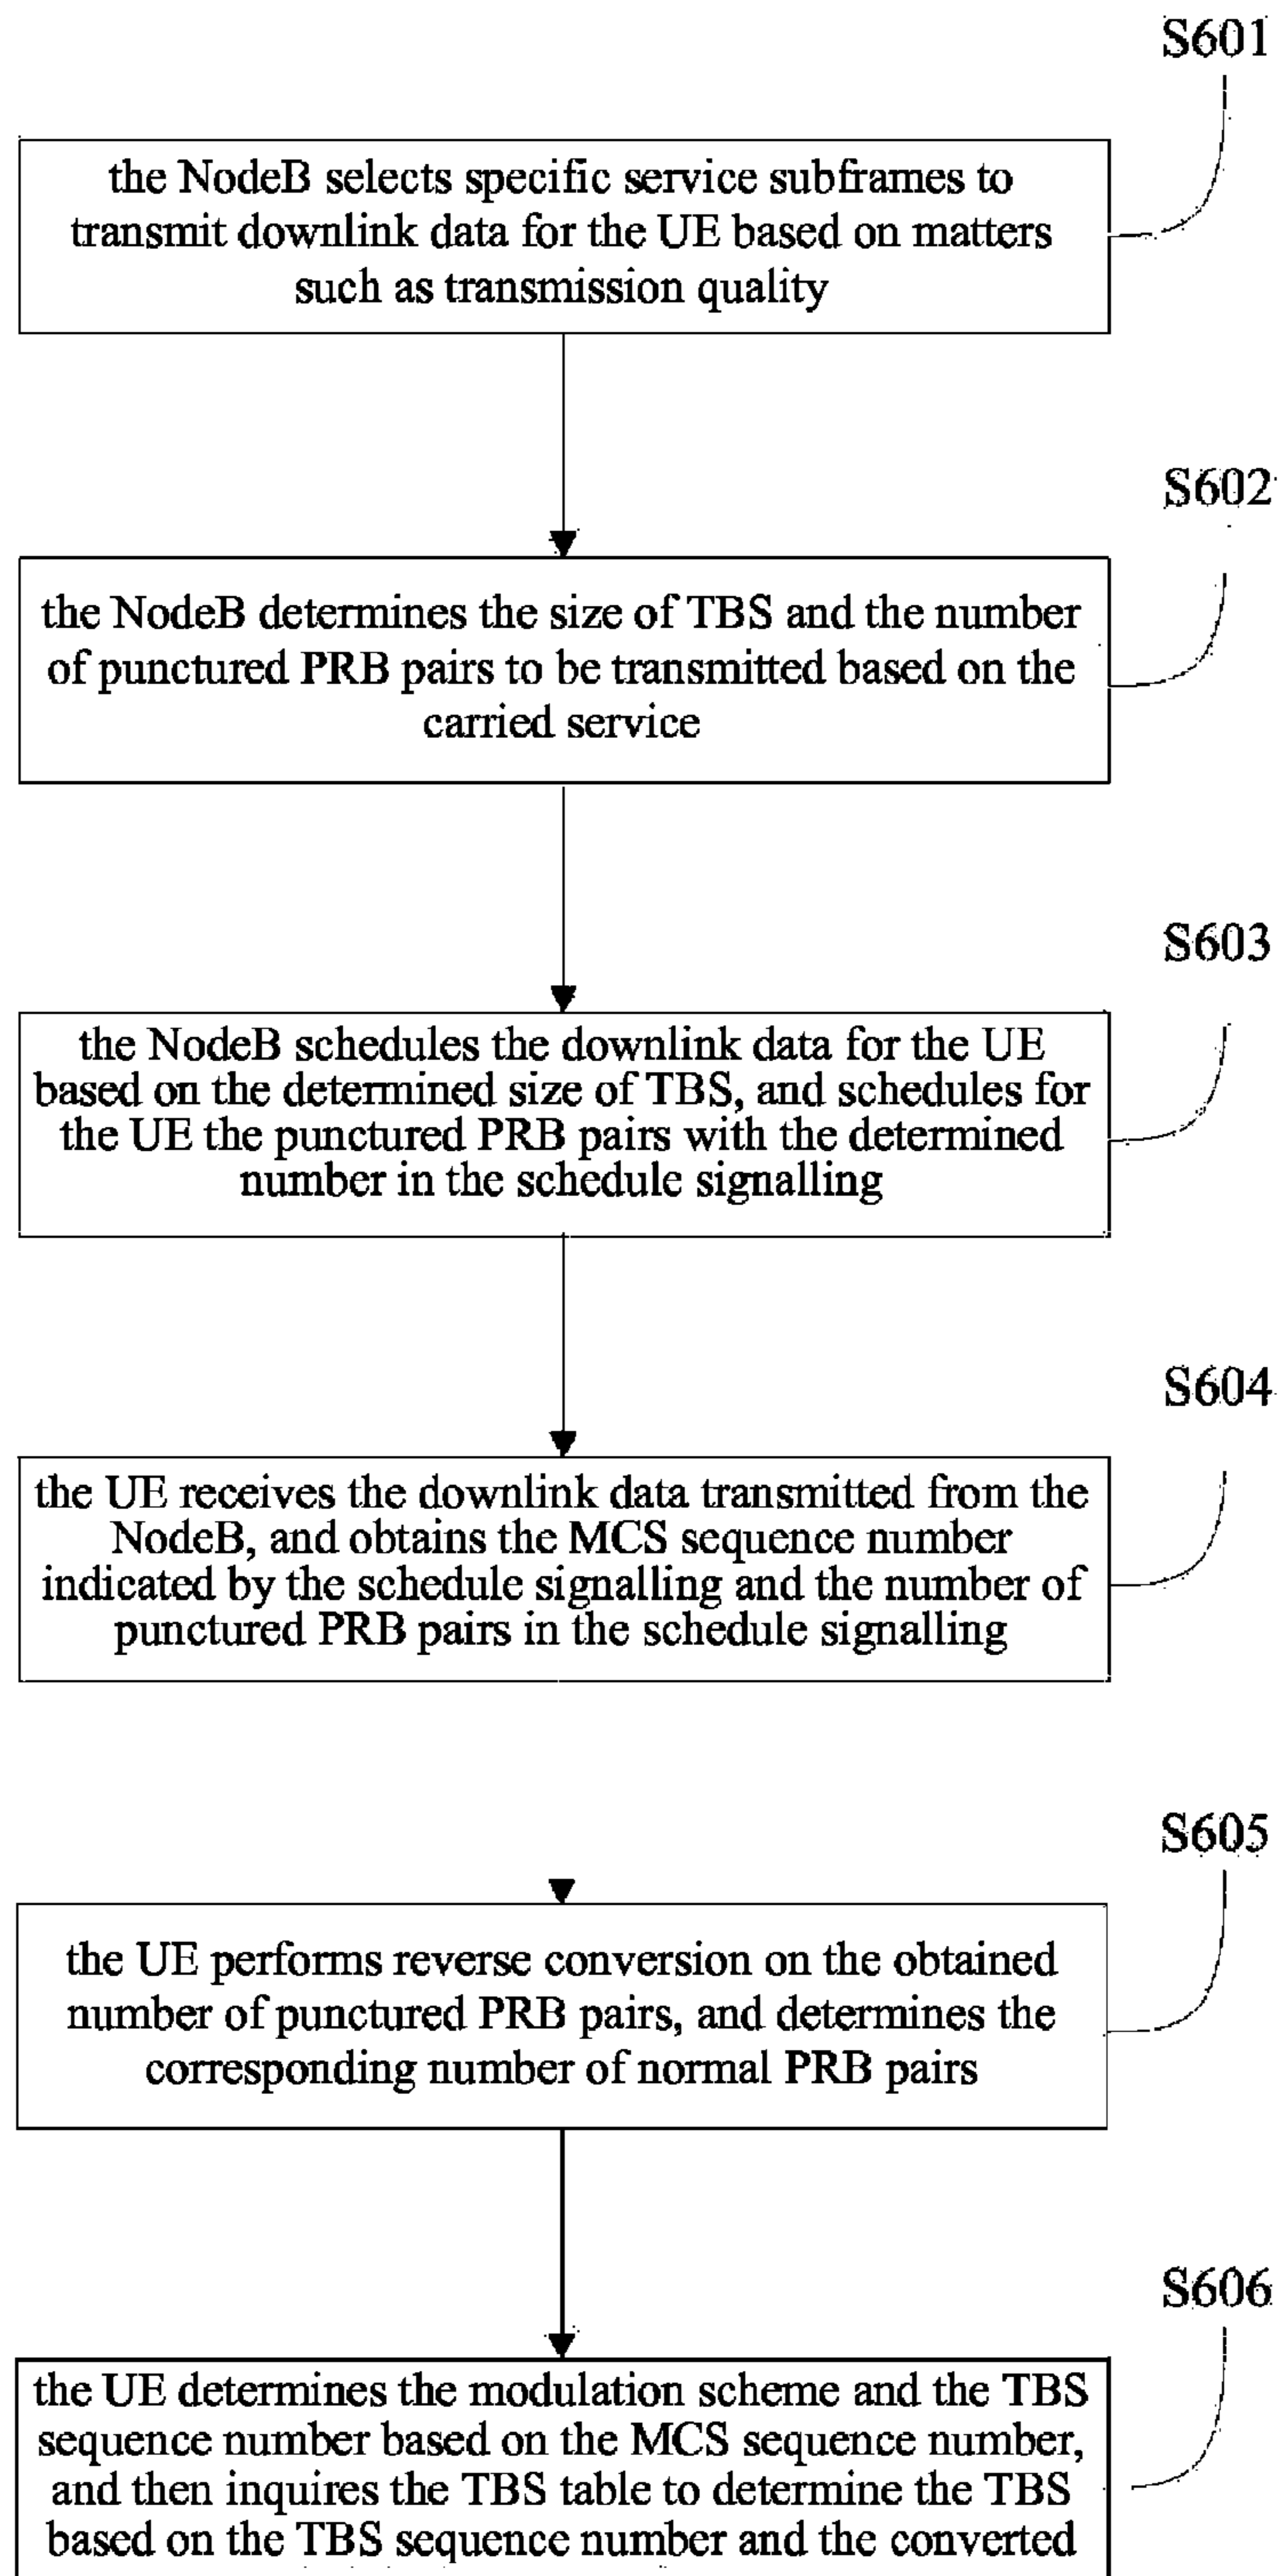 S601
the NodeB selects specific service subframes to
transmit downlink data for the UE based on matters
such as transmission quality
S602
the NodeB determines the size of TBS and the number
of punctured PRB pairs to be transmitted based on the
carried service
S603
the NodeB schedules the downlink data for the UE
based on the determined size of TBS, and schedules for
the UE the punctured PRB pairs with the determined
number in the schedule signalling
S604
the UE receives the downlink data transmitted from the
NodeB, and obtains the MCS sequence number
indicated by the schedule signalling and the number of
punctured PRB pairs in the schedule signalling
S605
the UE performs reverse conversion on the obtained
number of punctured PRB pairs, and determines the
corresponding number of normal PRB pairs
S606
the UE determines the modulation scheme and the TBS
sequence number based on the MCS sequence number,
and then inquires the TBS table to determine the TBS
based on the TBS sequence number and the converted